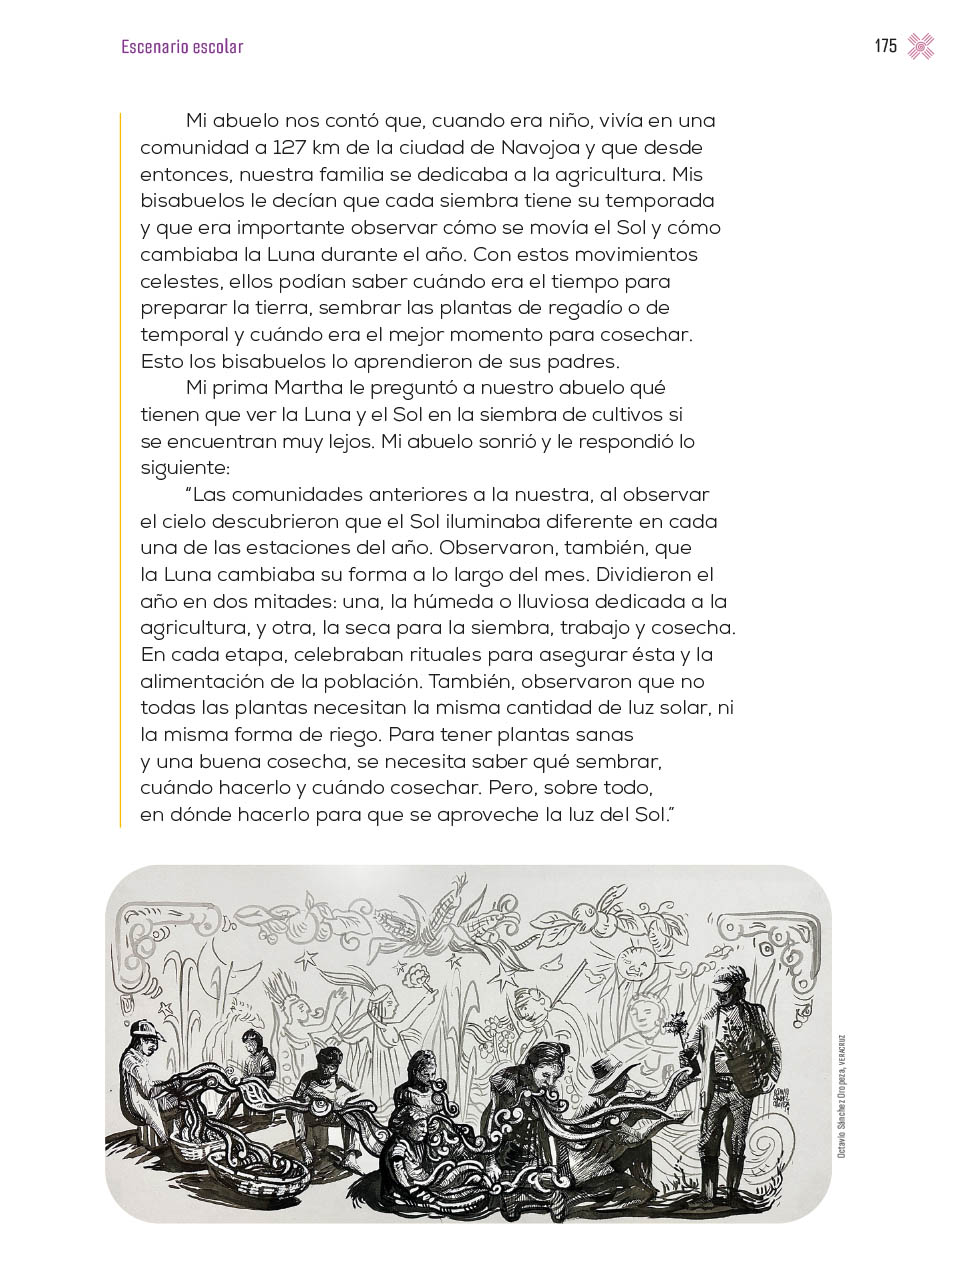 Escenario escolar
175
Mi abuelo nos contó que, cuando era niño, vivía en una
comunidad a 127 km de la ciudad de Navojoa y que desde
entonces, nuestra familia se dedicaba a la agricultura. Mis
bisabuelos le decían que cada siembra tiene su temporada
y que era importante observar cómo se movía el Sol y cómo
cambiaba la Luna durante el año. Con estos movimientos
celestes, ellos podían saber cuándo era el tiempo para
preparar la tierra, sembrar las plantas de regadío o de
temporal y cuándo era el mejor momento para cosechar.
Esto los bisabuelos lo aprendieron de sus padres.
Mi prima Martha le preguntó a nuestro abuelo qué
tienen que ver la Luna y el Sol en la siembra de cultivos si
se encuentran muy lejos. Mi abuelo sonrió y le respondió lo
siguiente:
“Las comunidades anteriores a la nuestra, al observar
el cielo descubrieron que el Sol iluminaba diferente en cada
una de las estaciones del año. Observaron, también, que
la Luna cambiaba su forma a lo largo del mes. Dividieron el
año en dos mitades: una, la húmeda o lluviosa dedicada a la
agricultura, y otra, la seca para la siembra, trabajo y cosecha.
En cada etapa, celebraban rituales para asegurar ésta y la
alimentación de la población. También, observaron que no
todas las plantas necesitan la misma cantidad de luz solar, ni
la misma forma de riego. Para tener plantas sanas
y una buena cosecha, se necesita saber qué sembrar,
cuándo hacerlo y cuándo cosechar. Pero, sobre todo,
en dónde hacerlo para que se aproveche la luz del Sol.”
Octavio Sánchez Oropeza, VERACRUZ